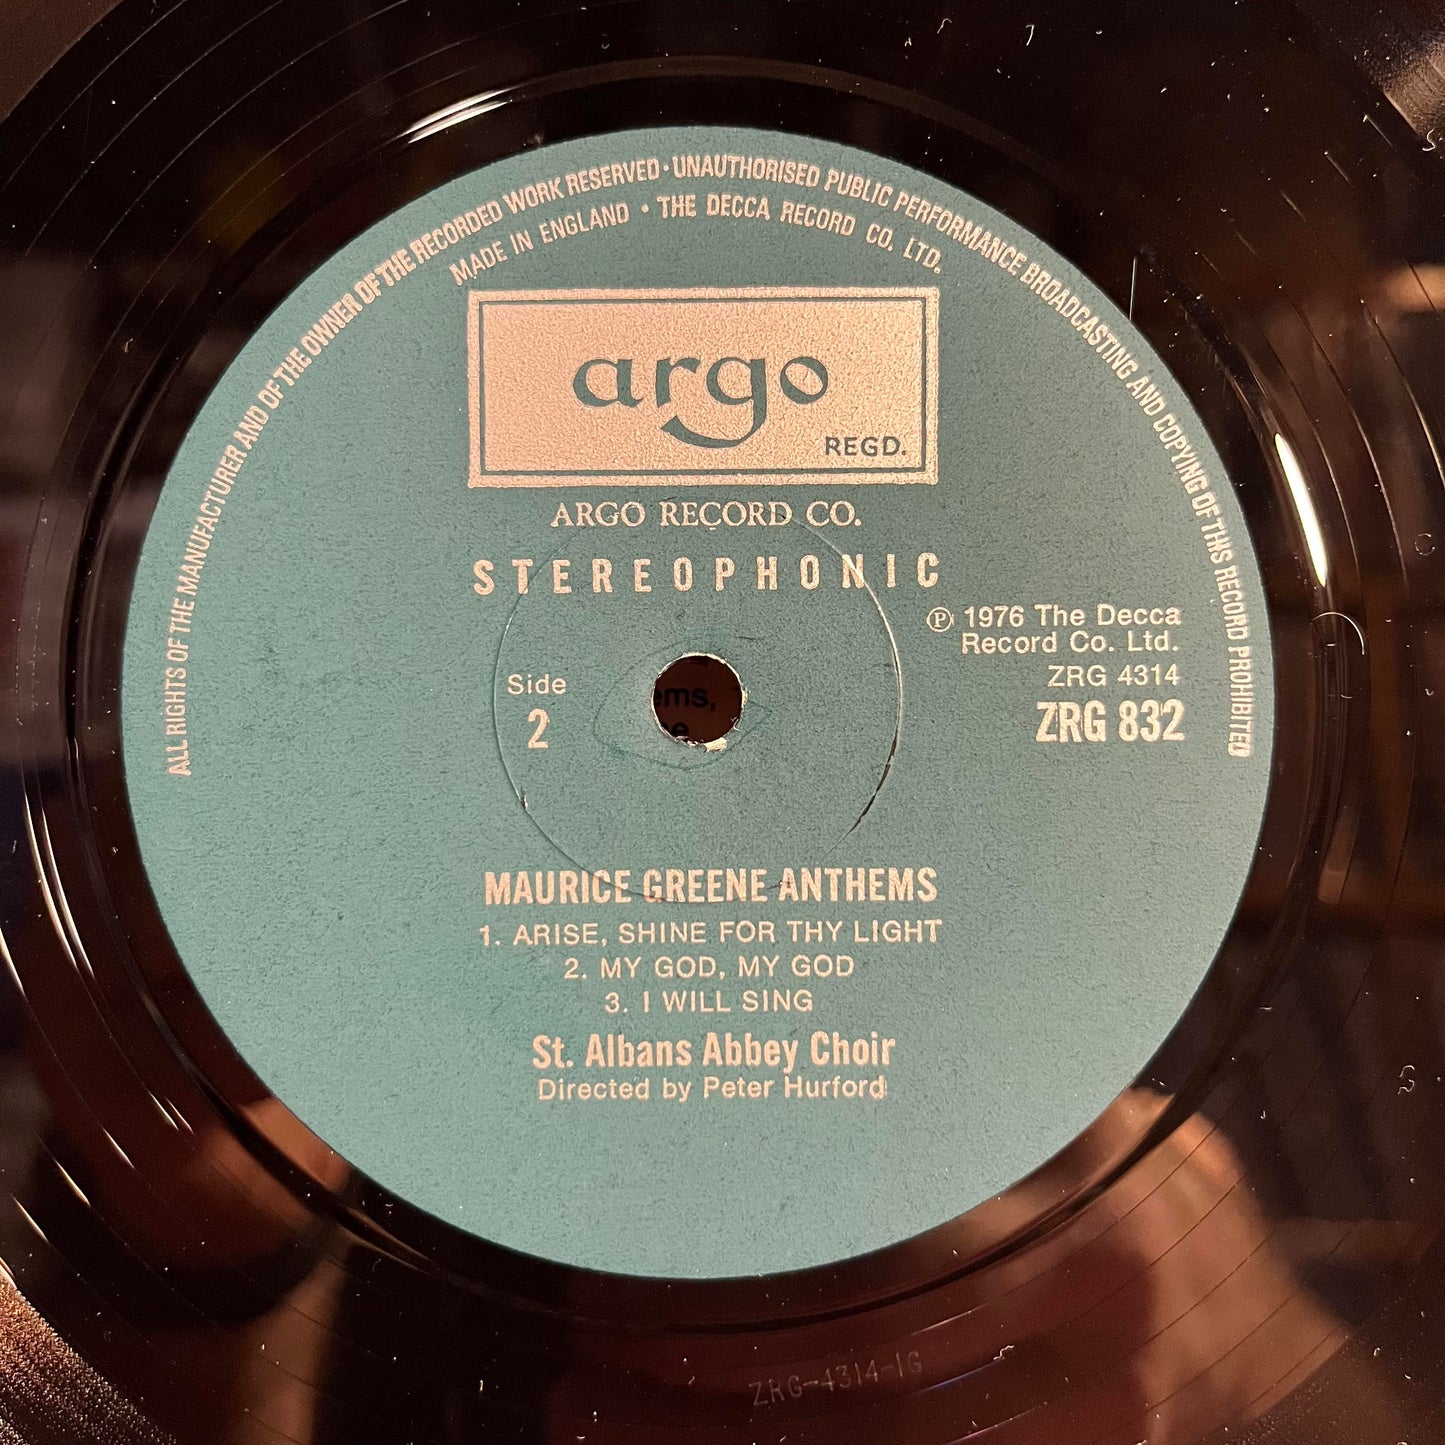 ALL RIGHTS OF THE MANUFACTURER AND OF THE OWNER OF THE RECORDED WORK RESERVED · UNAUTHORISED PUBLIC PERFORMANCE BROADCASTING AND COPYING OF THIS RECORD PROHIBITED
MADE IN ENGLAND · THE DECCA RECORD CO. LTD.
argo
REGD.
ARGO RECORD CO.
STEREOPHONIC
℗ 1976 The Decca
Record Co. Ltd.
ZRG 4314
ZRG 832
Side
2
MAURICE GREENE ANTHEMS
1. ARISE, SHINE FOR THY LIGHT
2. MY GOD, MY GOD
3. I WILL SING
St. Albans Abbey Choir
Directed by Peter Hurford
ZRG-4314-1G